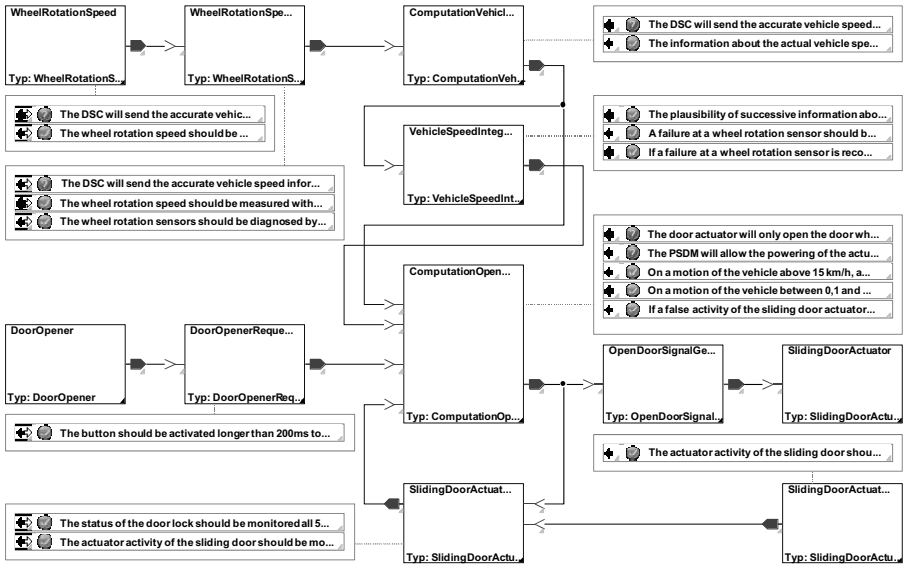 WheelRotationSpeed
Typ: WheelRotationS...
WheelRotationSpe...
Typ: WheelRotationS...
ComputationVehicl...
Typ: ComputationVeh...
The DSC will send the accurate vehicle speed...
The information about the actual vehicle spe...
The DSC will send the accurate vehic...
The wheel rotation speed should be ...
VehicleSpeedInteg...
Typ: VehicleSpeedInt...
The plausibility of successive information abo...
A failure at a wheel rotation sensor should b...
If a failure at a wheel rotation sensor is reco...
The DSC will send the accurate vehicle speed infor...
The wheel rotation speed should be measured with...
The wheel rotation sensors should be diagnosed by...
The door actuator will only open the door wh...
The PSDM will allow the powering of the actu...
On a motion of the vehicle above 15 km/h, a...
On a motion of the vehicle between 0,1 and ...
If a false activity of the sliding door actuator...
ComputationOpen...
Typ: ComputationOp...
DoorOpener
Typ: DoorOpener
DoorOpenerReque...
Typ: DoorOpenerReq...
OpenDoorSignalGe...
Typ: OpenDoorSignal...
SlidingDoorActuator
Typ: SlidingDoorActu...
The button should be activated longer than 200ms to...
The actuator activity of the sliding door shou...
SlidingDoorActuat...
Typ: SlidingDoorActu...
SlidingDoorActuat...
Typ: SlidingDoorActu...
The status of the door lock should be monitored all 5...
The actuator activity of the sliding door should be mo...